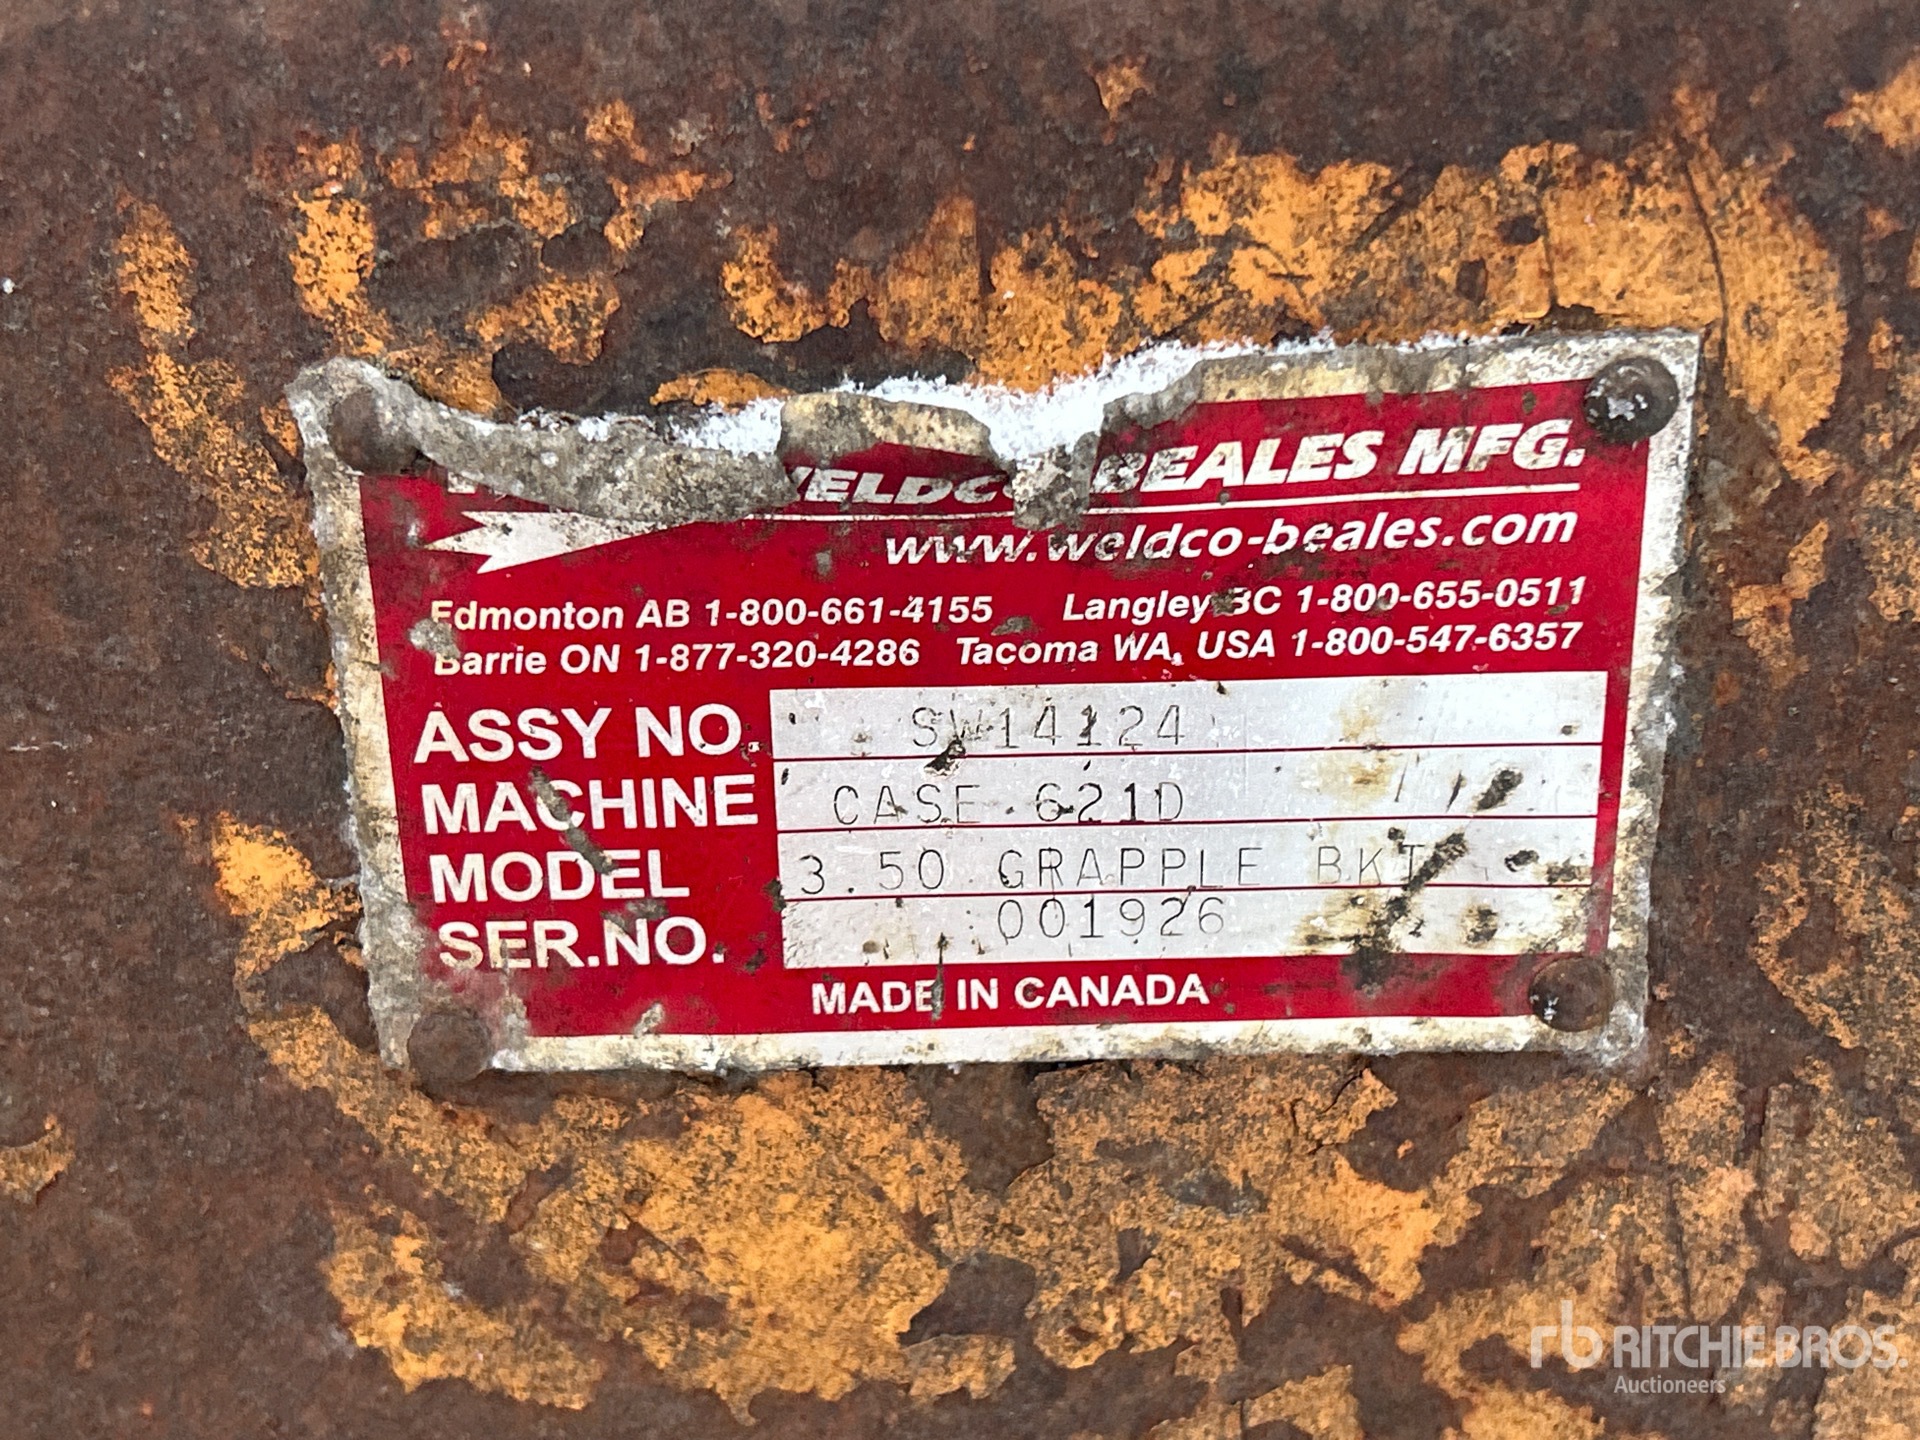 WELDCO BEALES MFG.
www.weldco-beales.com
Edmonton AB 1-800-661-4155 Langley BC 1-800-655-0511
Barrie ON 1-877-320-4286 Tacoma WA, USA 1-800-547-6357
ASSY NO. SW14124
MACHINE CASE 621D
MODEL 3.50 GRAPPLE BKT
SER.NO. 001926
MADE IN CANADA
rb RITCHIE BROS.
Auctioneers